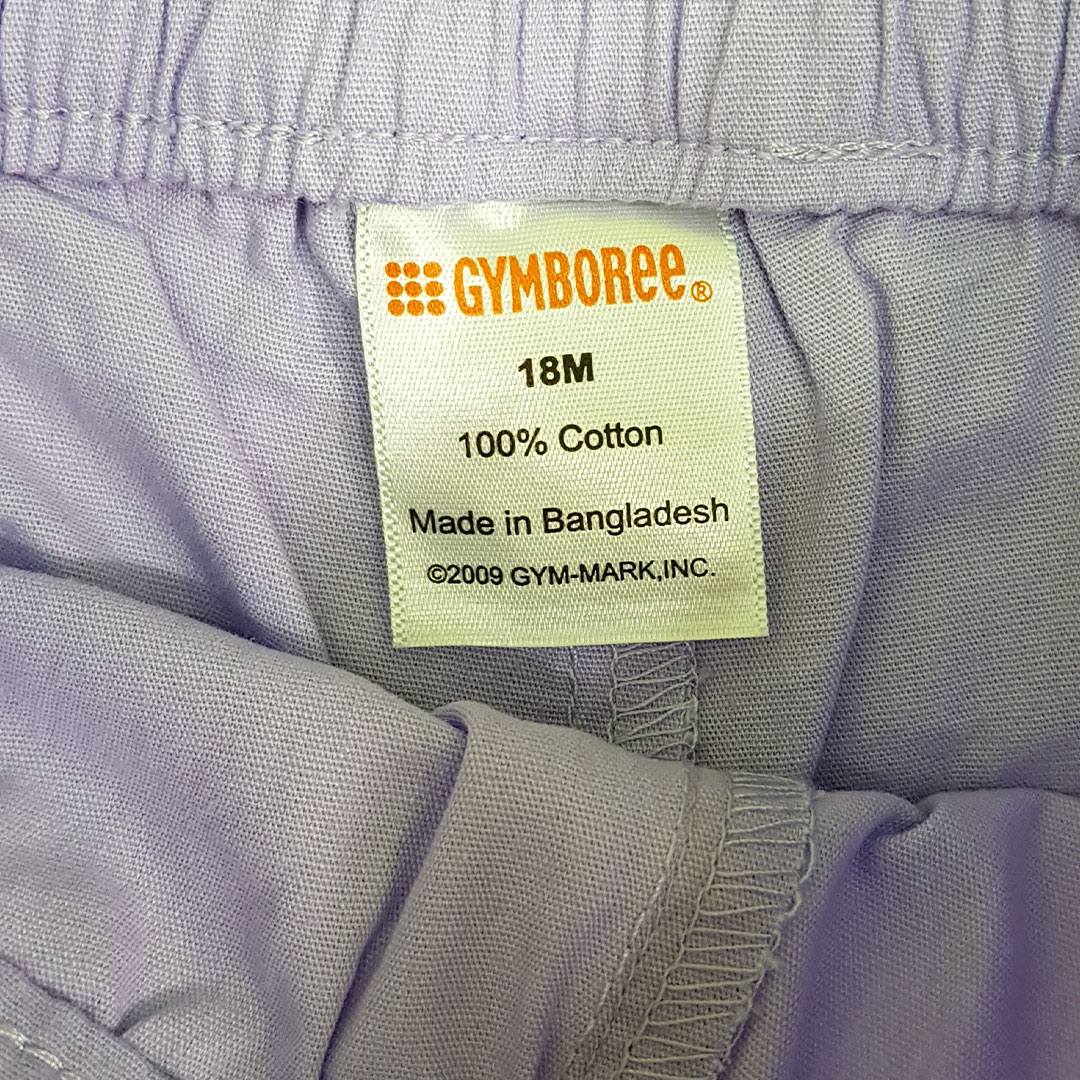 GYMBOREE®
18M
100% Cotton
Made in Bangladesh
©2009 GYM-MARK,INC.